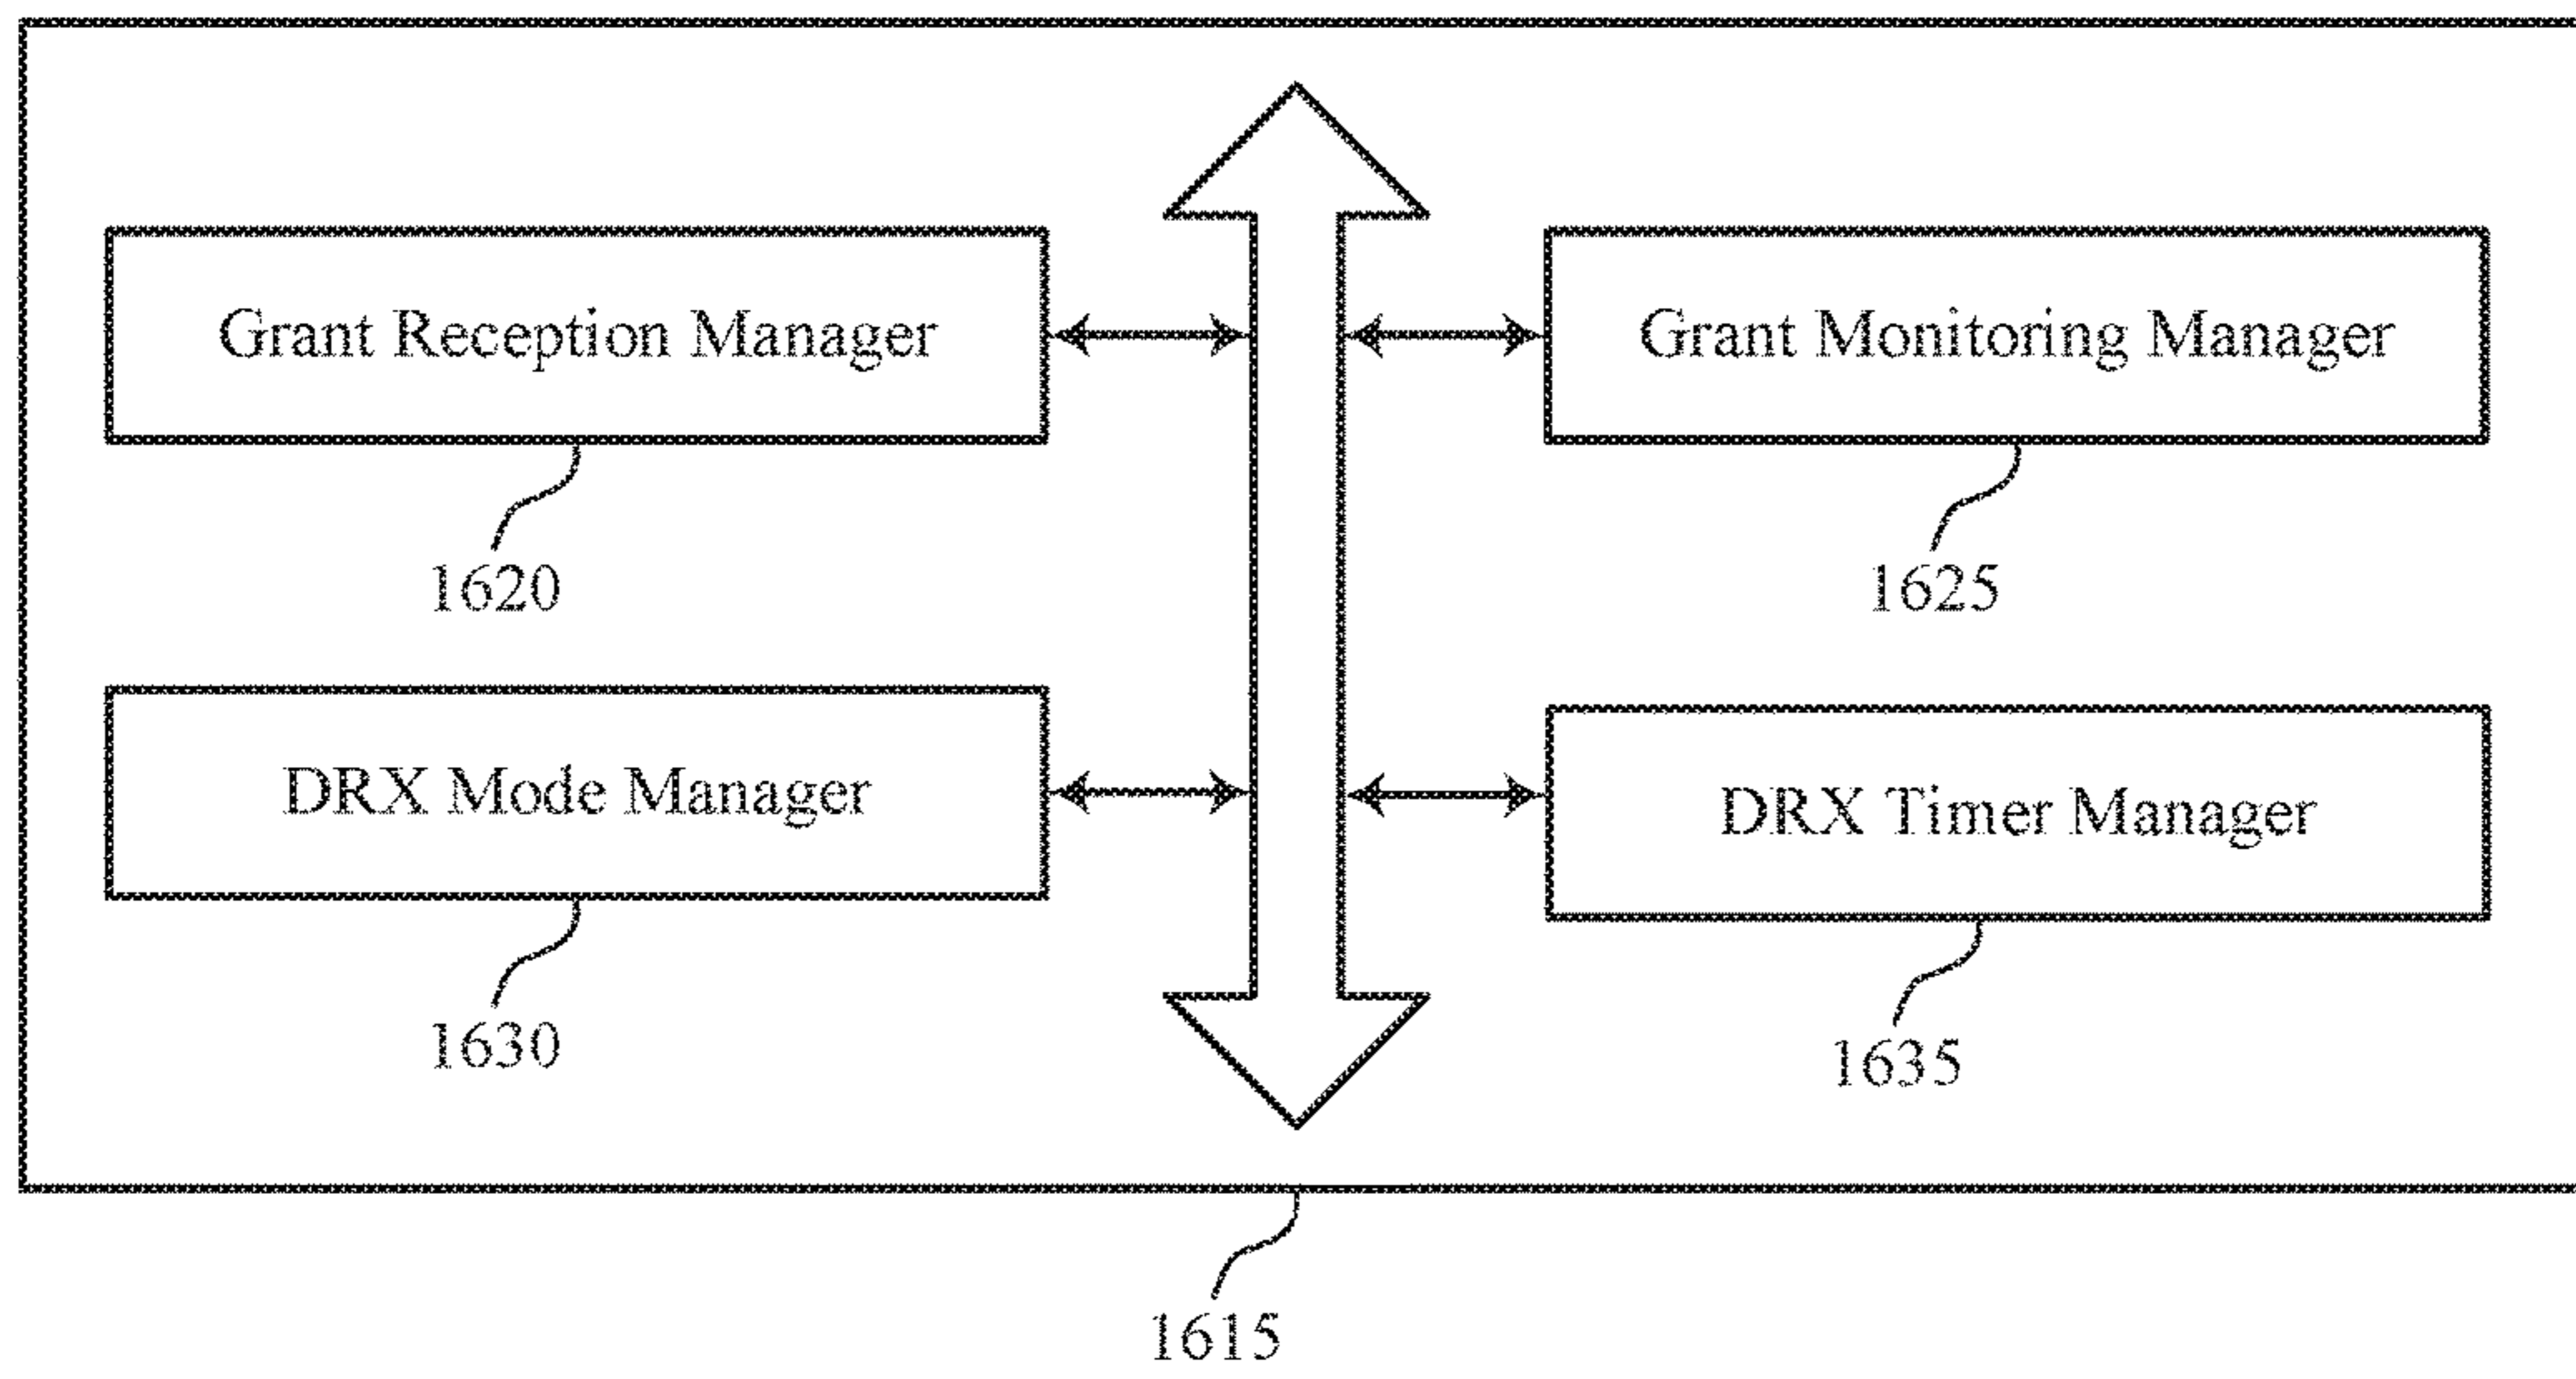 Grant Reception Manager
Grant Monitoring Manager
1620
1625
DRX Mode Manager
DRX Timer Manager
1630
1635
1615